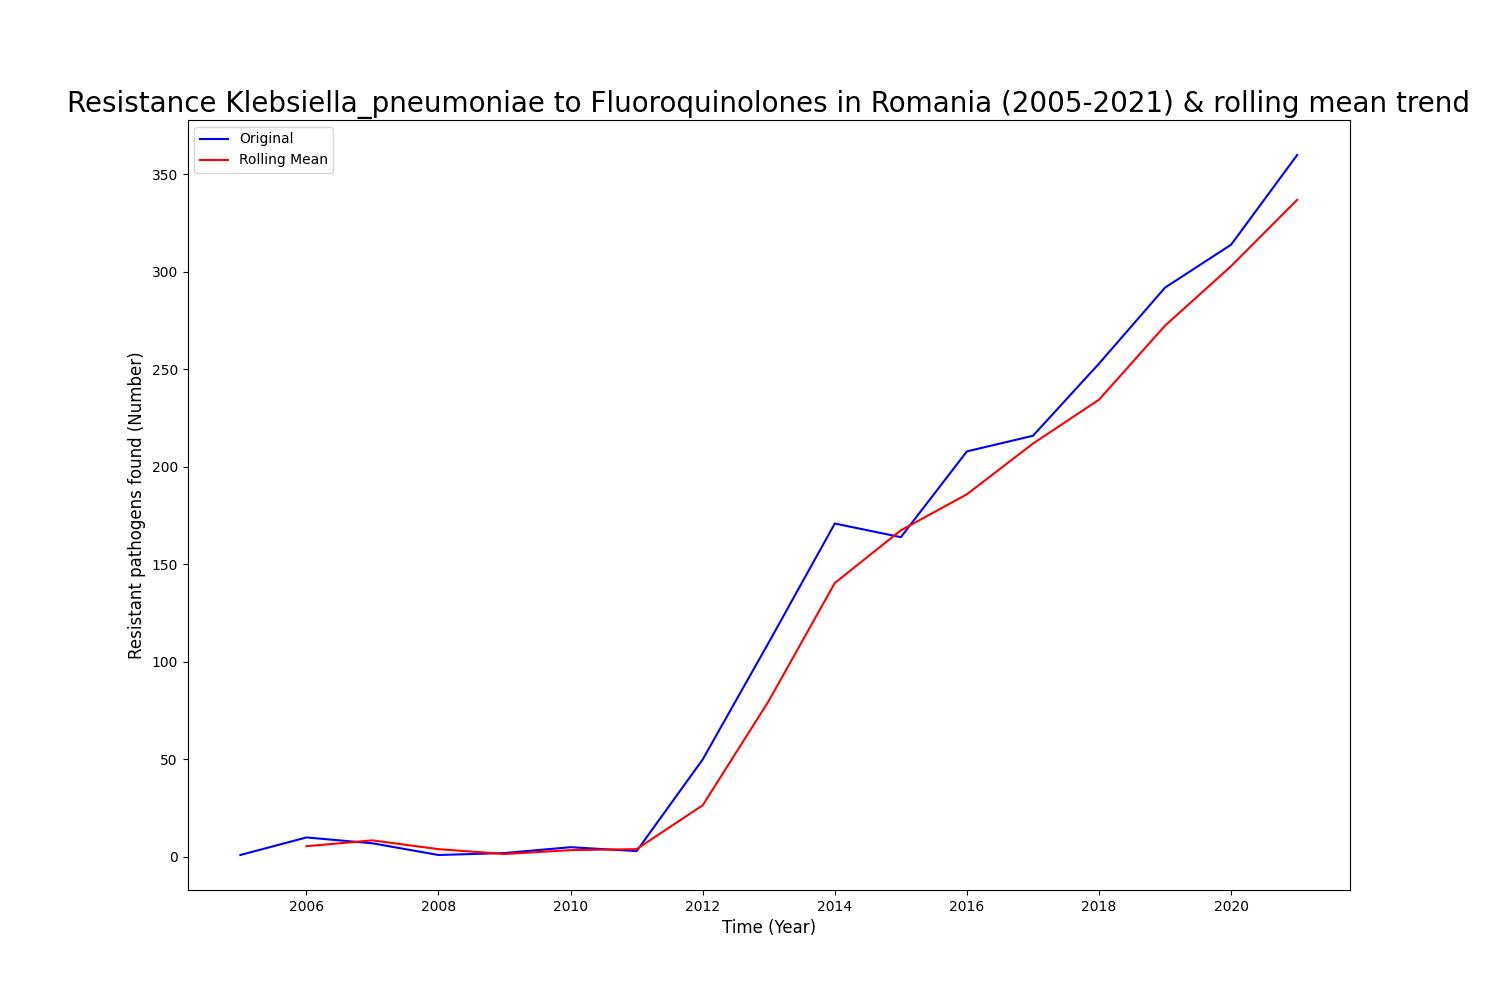 Resistance Klebsiella_pneumoniae to Fluoroquinolones in Romania (2005-2021) & rolling mean trend
Original
Rolling Mean
350
300
250
200
150
100
50
0
Resistant pathogens found (Number)
2006 2008 2010 2012 2014 2016 2018 2020
Time (Year)